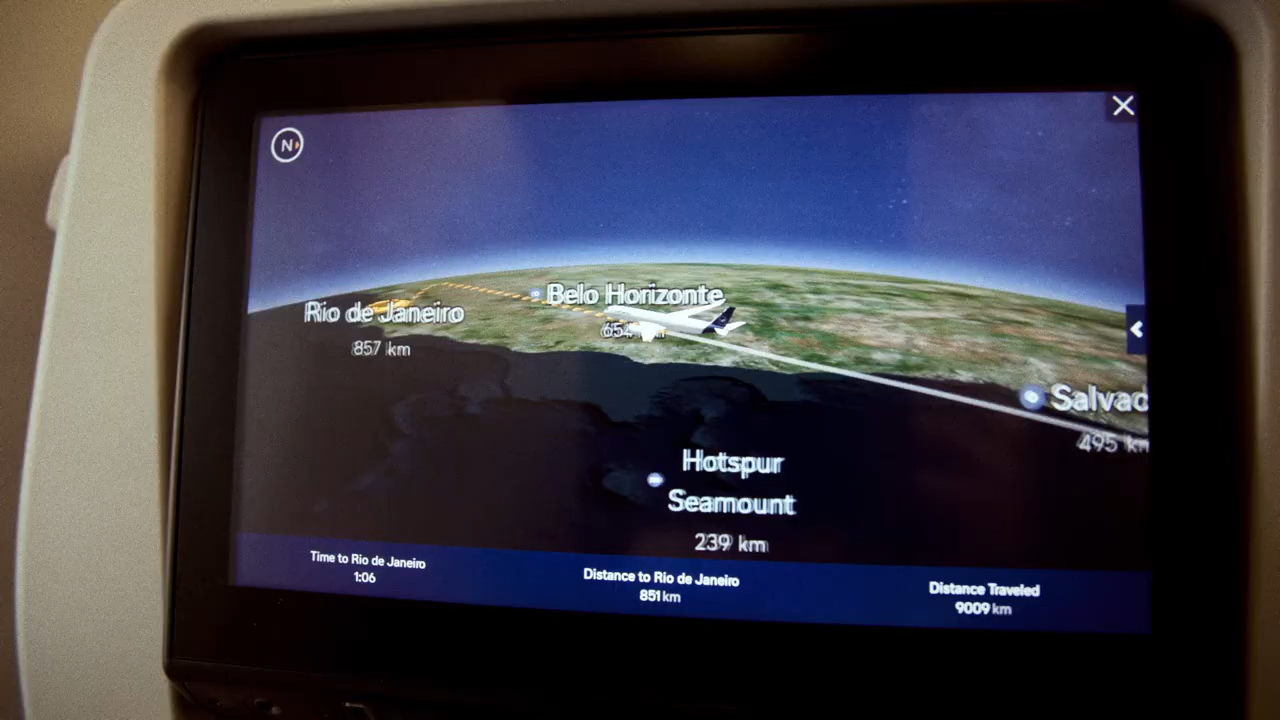 N
Belo Horizonte
Rio de Janeiro
857 km
Salvad
495 km
Hotspur
Seamount
239 km
Time to Rio de Janeiro
1:06
Distance to Rio de Janeiro
851 km
Distance Traveled
9009 km